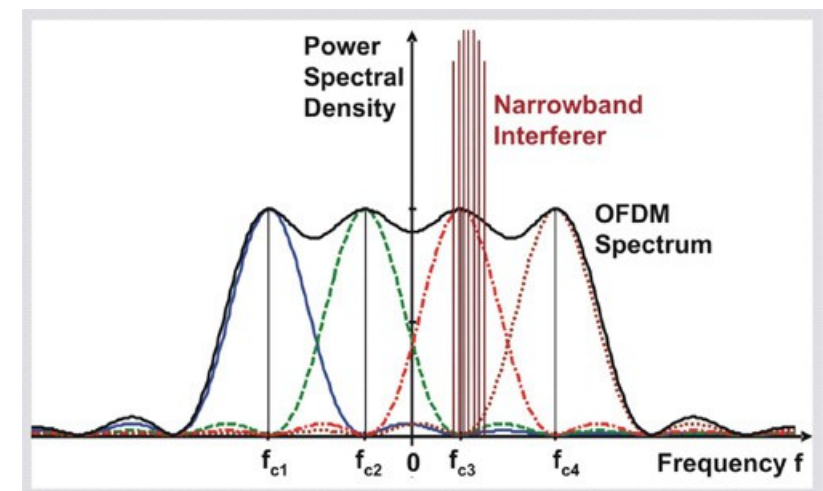 Power
Spectral
Density
Narrowband
Interferer
OFDM
Spectrum
fc1 fc2 0 fc3 fc4 Frequency f